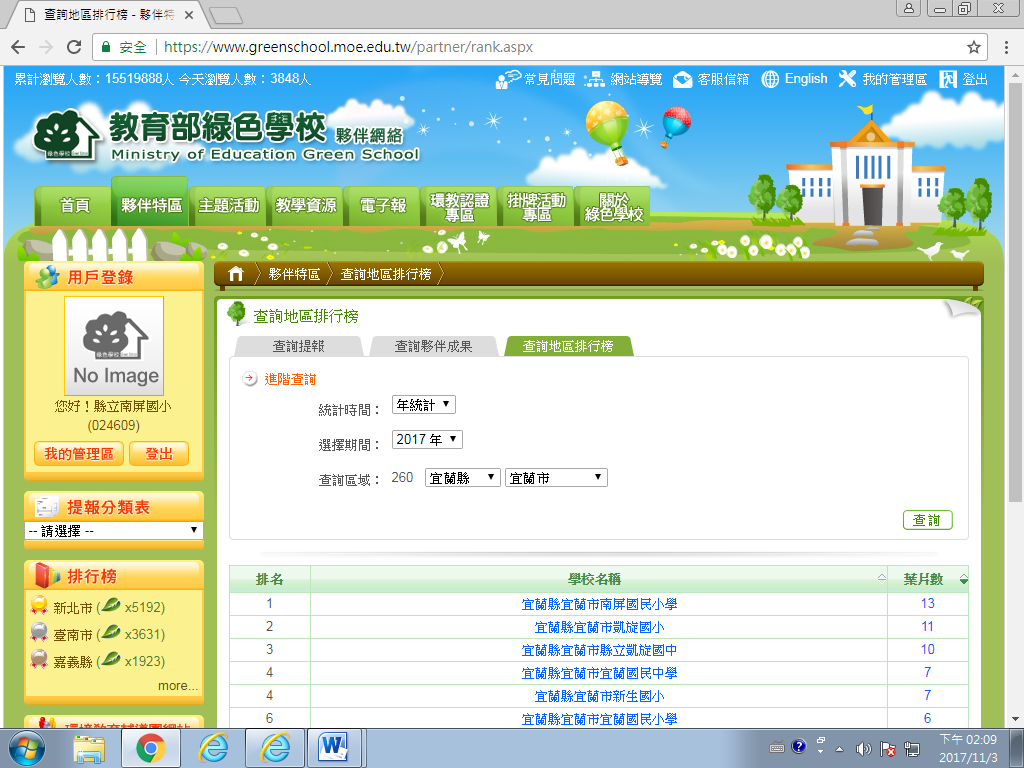 查詢地區排行榜 - 夥伴特
安全 https://www.greenschool.moe.edu.tw/partner/rank.aspx
累計瀏覽人數：15519888人 今天瀏覽人數：3848人
常見問題 網站導覽 客服信箱 English 我的管理區 登出
教育部綠色學校 夥伴網絡
Ministry of Education Green School
首頁 夥伴特區 主題活動 教學資源 電子報 環教認證專區 掛牌活動專區 關於綠色學校
用戶登錄
夥伴特區 查詢地區排行榜
查詢地區排行榜
No Image
查詢提報 查詢夥伴成果 查詢地區排行榜
進階查詢
您好！縣立南屏國小
(024609)
我的管理區 登出
統計時間： 年統計
選擇期間： 2017 年
查詢區域： 260 宜蘭縣 宜蘭市
查詢
提報分類表
-- 請選擇 --
排行榜
新北市 ( x5192)
臺南市 ( x3631)
嘉義縣 ( x1923)
more...
排名 學校名稱 葉片數
1 宜蘭縣宜蘭市南屏國民小學 13
2 宜蘭縣宜蘭市凱旋國小 11
3 宜蘭縣宜蘭市縣立凱旋國中 10
4 宜蘭縣宜蘭市宜蘭國民中學 7
4 宜蘭縣宜蘭市新生國小 7
6 宜蘭縣宜蘭市宜蘭國民小學 6
環境教育輔導團網站
下午 02:09
2017/11/3